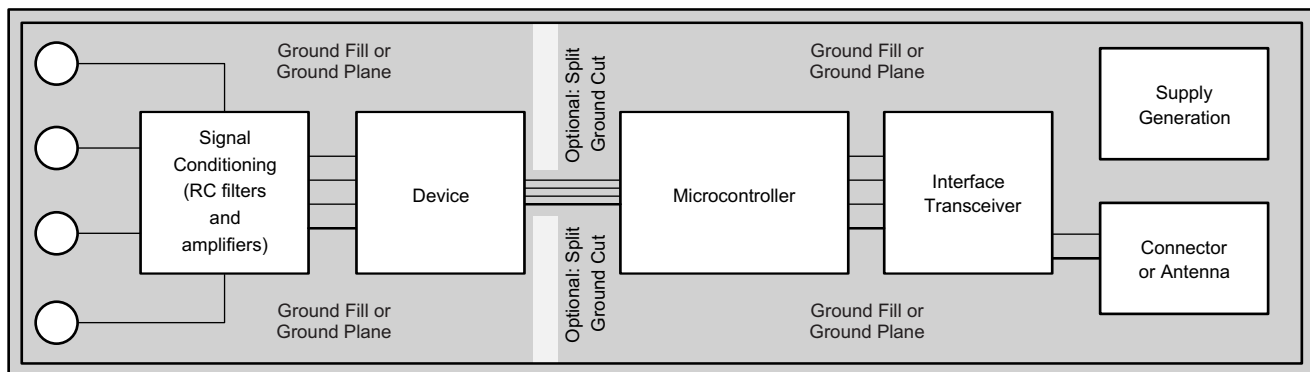 Ground Fill or
Ground Plane
Optional: Split
Ground Cut
Ground Fill or
Ground Plane
Supply
Generation
Signal
Conditioning
(RC filters
and
amplifiers)
Device
Microcontroller
Interface
Transceiver
Connector
or Antenna
Ground Fill or
Ground Plane
Optional: Split
Ground Cut
Ground Fill or
Ground Plane